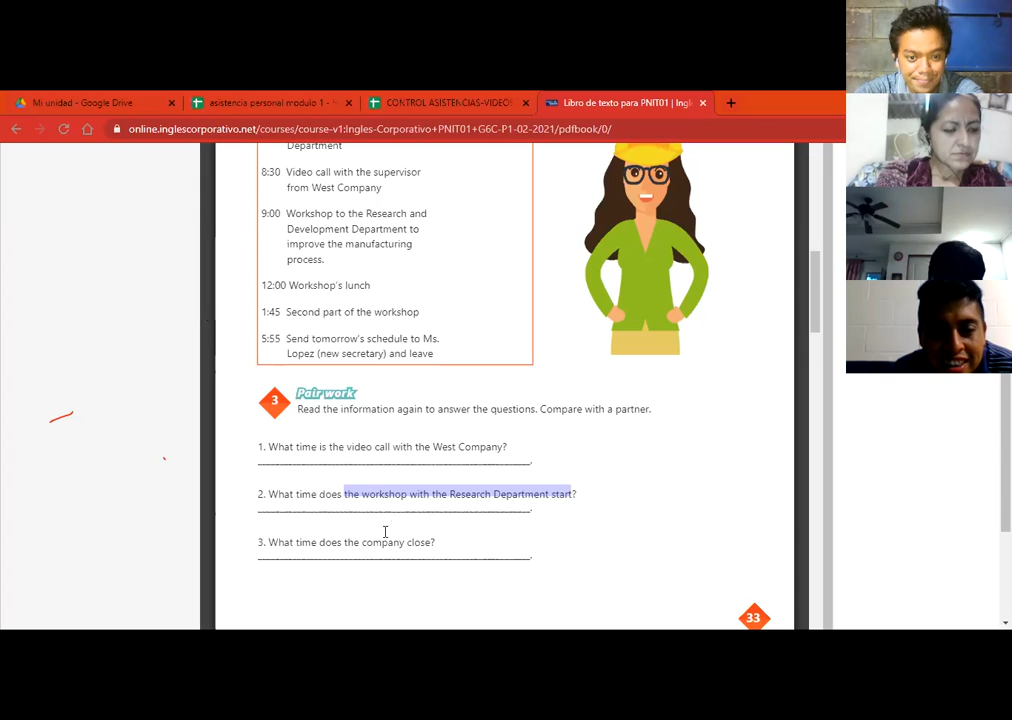 Mi unidad - Google Drive
asistencia personal modulo 1 -
CONTROL ASISTENCIAS-VIDEOS
Libro de texto para PNIT01 | Ingl
online.inglescorporativo.net/courses/course-v1:Ingles-Corporativo+PNIT01+G6C-P1-02-2021/pdfbook/0/
Department
8:30 Video call with the supervisor
from West Company
9:00 Workshop to the Research and
Development Department to
improve the manufacturing
process.
12:00 Workshop's lunch
1:45 Second part of the workshop
5:55 Send tomorrow's schedule to Ms.
Lopez (new secretary) and leave
3 Pair work
Read the information again to answer the questions. Compare with a partner.
1. What time is the video call with the West Company?
2. What time does the workshop with the Research Department start?
3. What time does the company close?
33